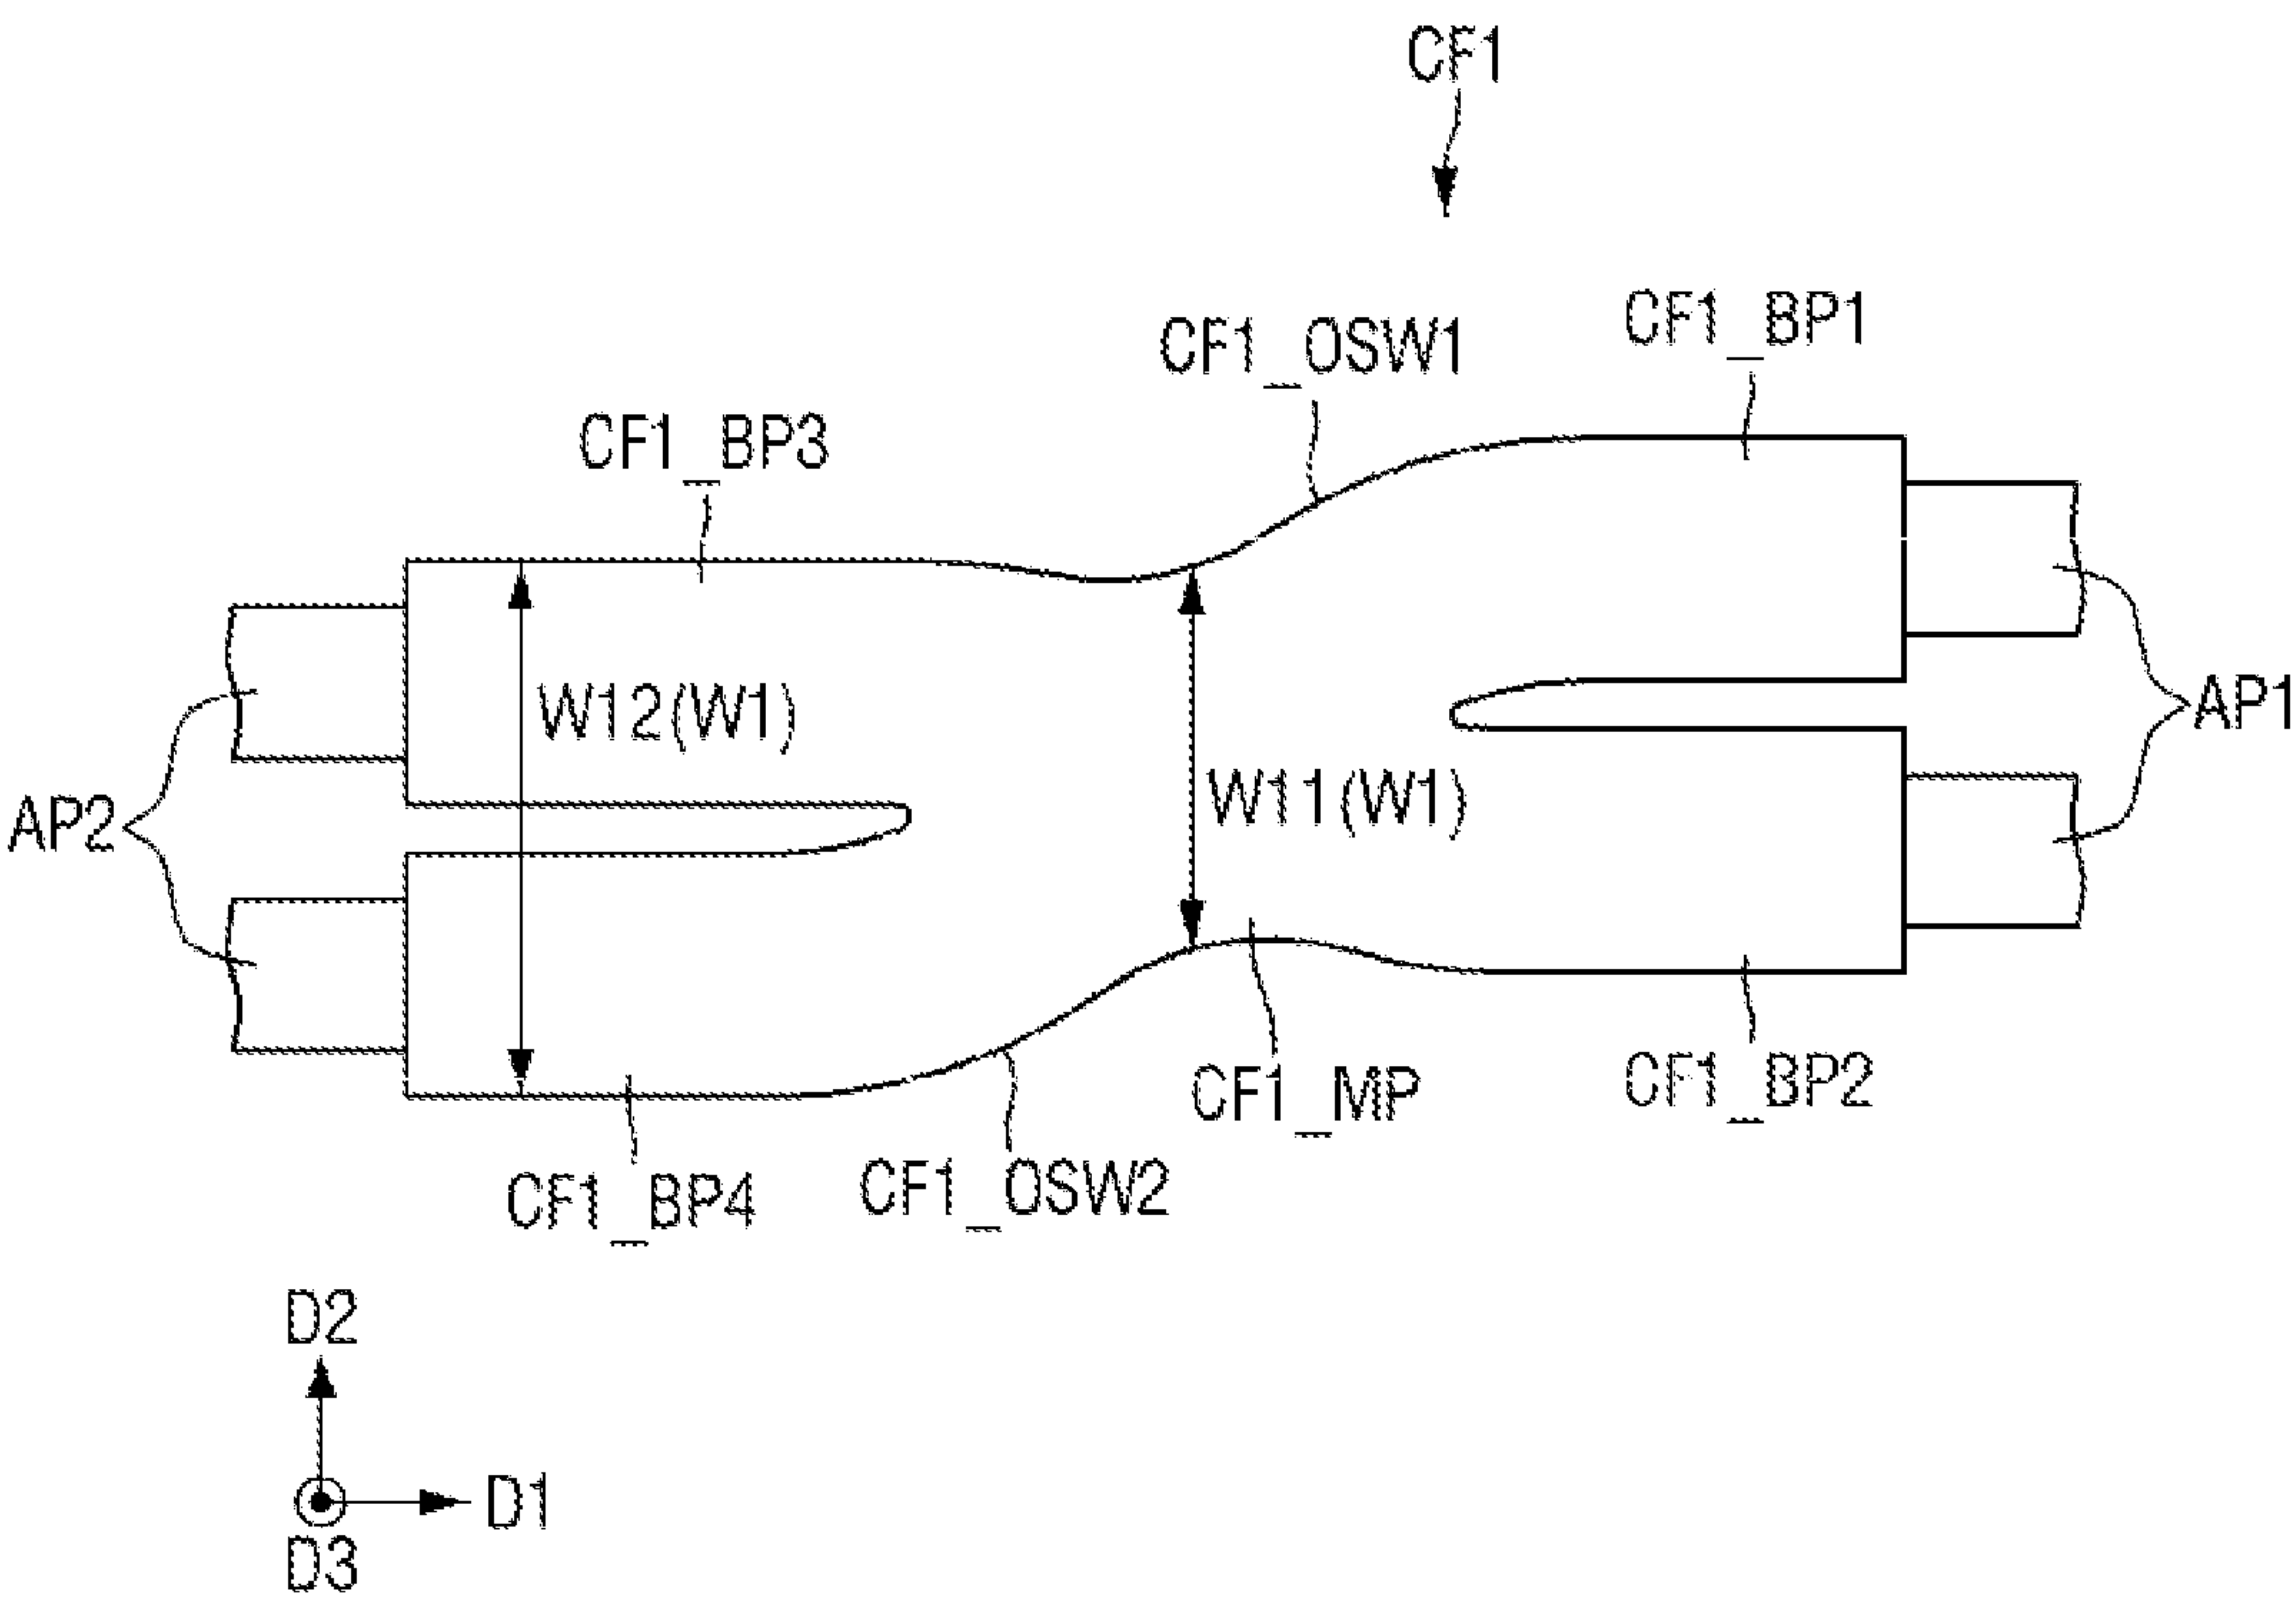 CF1
CF1_BP1
CF1_OSW1
CF1_BP3
W12(W1)
AP1
W11(W1)
AP2
CF1_BP2
CF1_MP
CF1_OSW2
CF1_BP4
D2
D1
D3